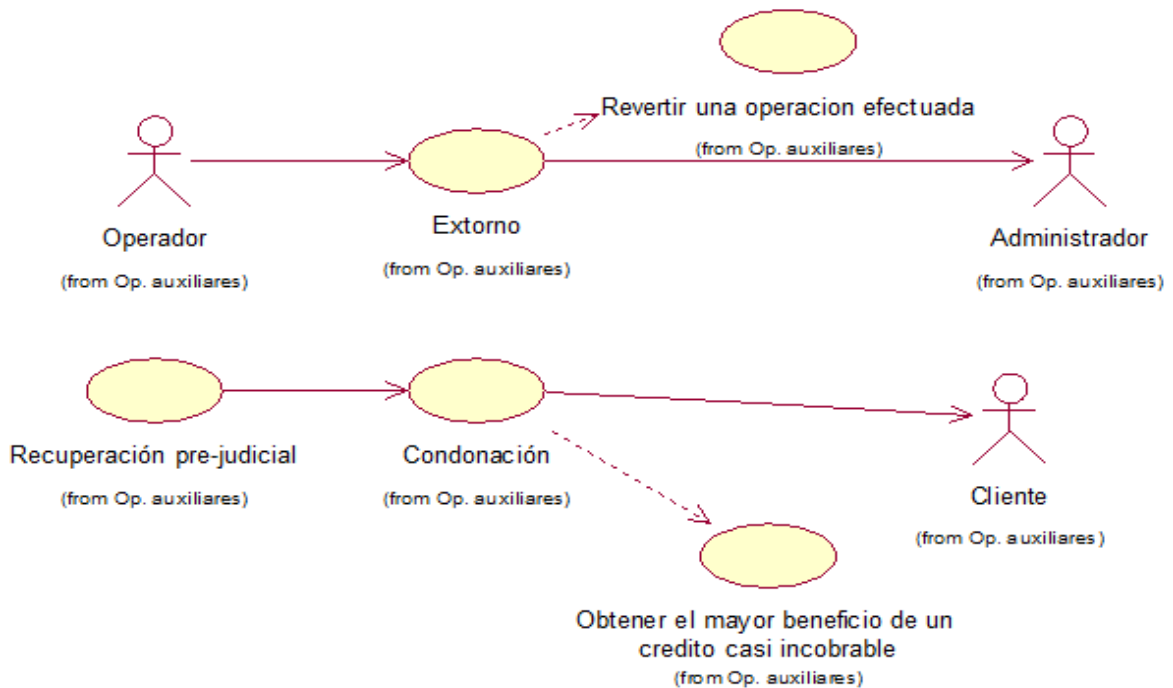 Revertir una operacion efectuada
(from Op. auxiliares)
Operador
(from Op. auxiliares)
Extorno
(from Op. auxiliares)
Administrador
(from Op. auxiliares)
Recuperación pre-judicial
(from Op. auxiliares)
Condonación
(from Op. auxiliares)
Cliente
(from Op. auxiliares)
Obtener el mayor beneficio de un
credito casi incobrable
(from Op. auxiliares)